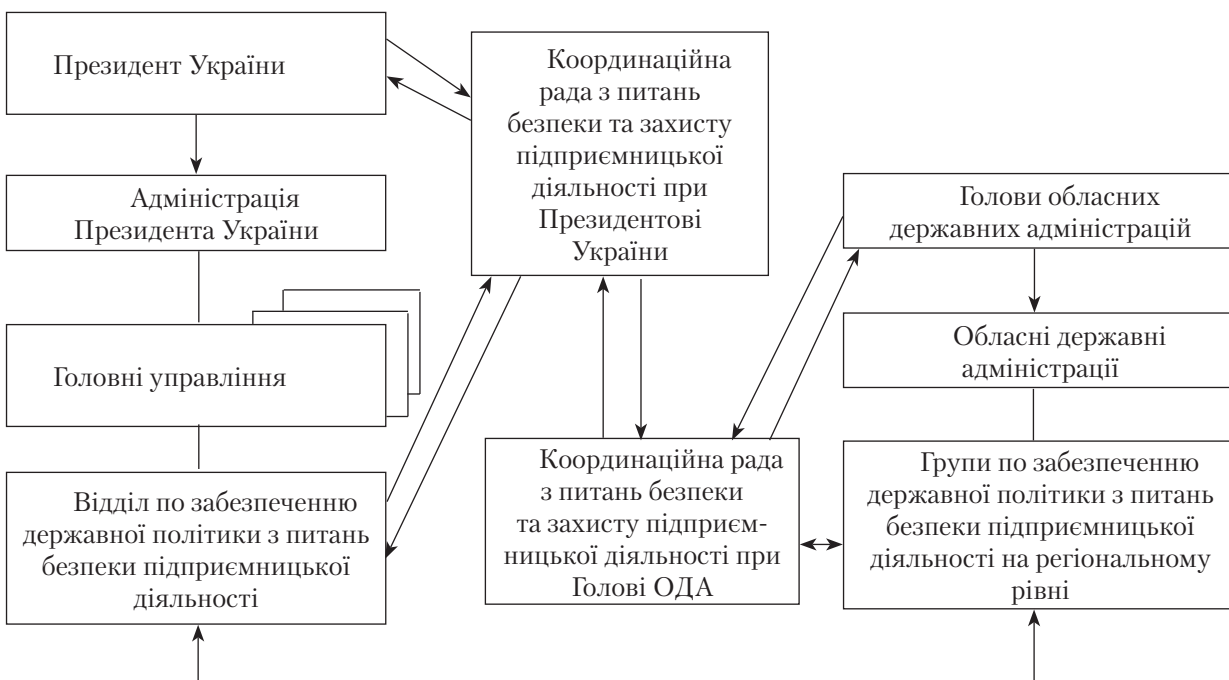 Президент України
Адміністрація
Президента України
Головні управління
Відділ по забезпеченню
державної політики з питань
безпеки підприємницької
діяльності
Координаційна
рада з питань
безпеки та захисту
підприємницької
діяльності при
Президентові
України
Координаційна рада
з питань безпеки
та захисту підприєм-
ницької діяльності при
Голові ОДА
Голови обласних
державних адміністрацій
Обласні державні
адміністрації
Групи по забезпеченню
державної політики з питань
безпеки підприємницької
діяльності на регіональному
рівні